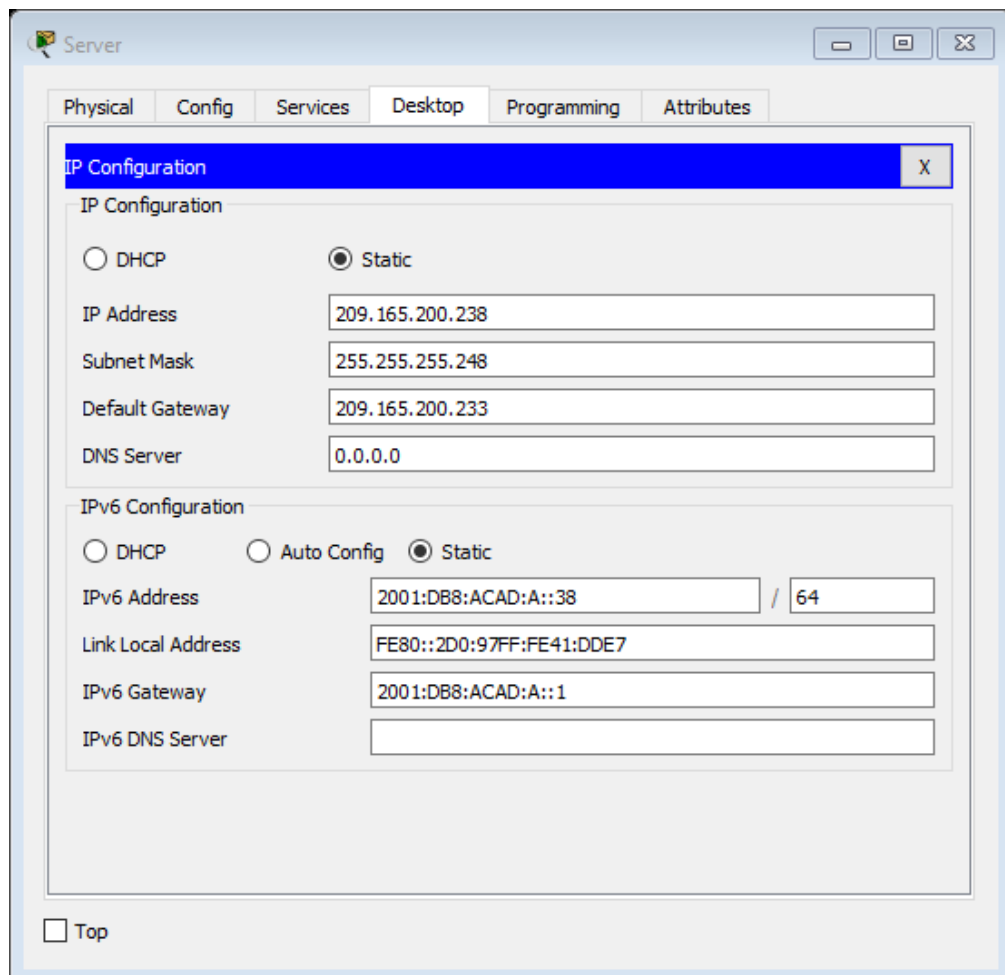 Server
Physical Config Services Desktop Programming Attributes
IP Configuration X
IP Configuration
DHCP Static
IP Address 209.165.200.238
Subnet Mask 255.255.255.248
Default Gateway 209.165.200.233
DNS Server 0.0.0.0
IPv6 Configuration
DHCP Auto Config Static
IPv6 Address 2001:DB8:ACAD:A::38 / 64
Link Local Address FE80::2D0:97FF:FE41:DDE7
IPv6 Gateway 2001:DB8:ACAD:A::1
IPv6 DNS Server
Top